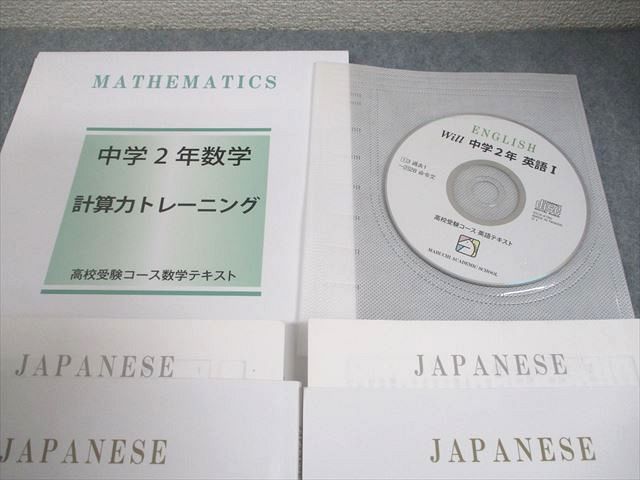 MATHEMATICS
中学2年数学
計算力トレーニング
高校受験コース数学テキスト
ENGLISH
Will 中学2年 英語I
高校受験コース 英語テキスト
MABUCHI ACADEMIC SCHOOL
JAPANESE
JAPANESE
JAPANESE
JAPANESE